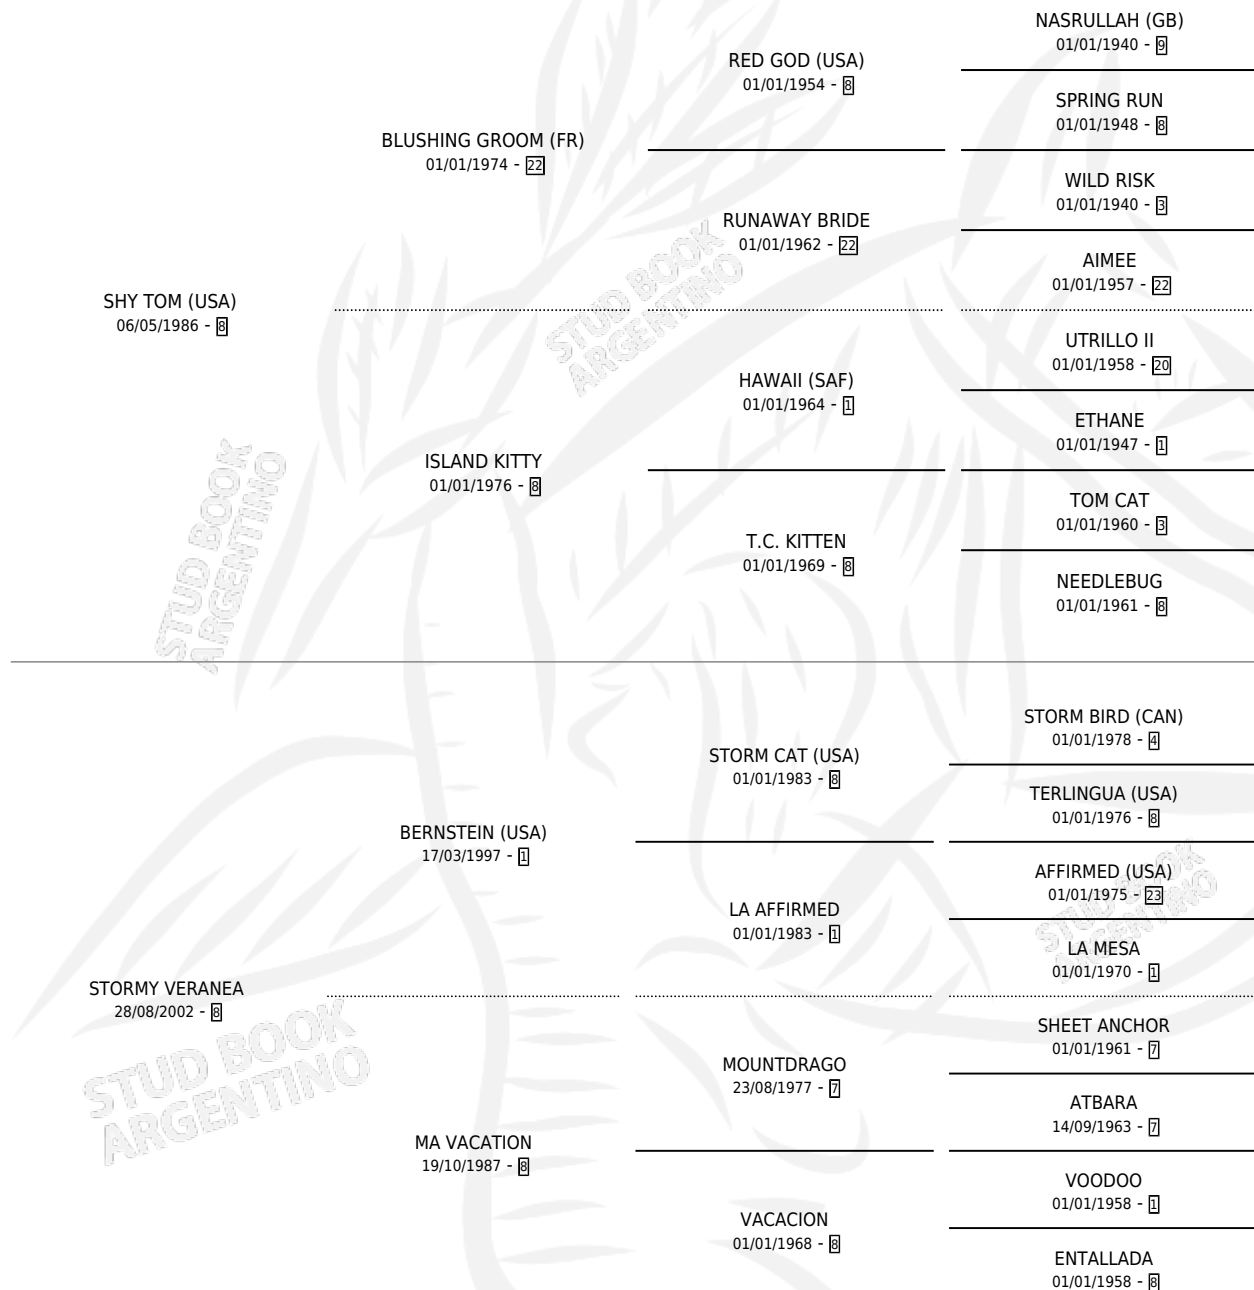 NASRULLAH (GB)
01/01/1940 - 9
RED GOD (USA)
01/01/1954 - 8
SPRING RUN
01/01/1948 - 8
BLUSHING GROOM (FR)
01/01/1974 - 22
WILD RISK
01/01/1940 - 3
RUNAWAY BRIDE
01/01/1962 - 22
AIMEE
01/01/1957 - 22
SHY TOM (USA)
06/05/1986 - 8
UTRILLO II
01/01/1958 - 20
HAWAII (SAF)
01/01/1964 - 1
ETHANE
01/01/1947 - 1
ISLAND KITTY
01/01/1976 - 8
TOM CAT
01/01/1960 - 3
T.C. KITTEN
01/01/1969 - 8
NEEDLEBUG
01/01/1961 - 8
STORM BIRD (CAN)
01/01/1978 - 4
STORM CAT (USA)
01/01/1983 - 8
TERLINGUA (USA)
01/01/1976 - 8
BERNSTEIN (USA)
17/03/1997 - 1
AFFIRMED (USA)
01/01/1975 - 23
LA AFFIRMED
01/01/1983 - 1
LA MESA
01/01/1970 - 1
STORMY VERANEA
28/08/2002 - 8
SHEET ANCHOR
01/01/1961 - 7
MOUNTDRAGO
23/08/1977 - 7
ATBARA
14/09/1963 - 7
MA VACATION
19/10/1987 - 8
VOODOO
01/01/1958 - 1
VACACION
01/01/1968 - 8
ENTALLADA
01/01/1958 - 8
STUD BOOK
ARGENTINO
STUD BOOK
ARGENTINO
STUD BOOK
ARGENTINO
STUD BOOK
ARGENTINO